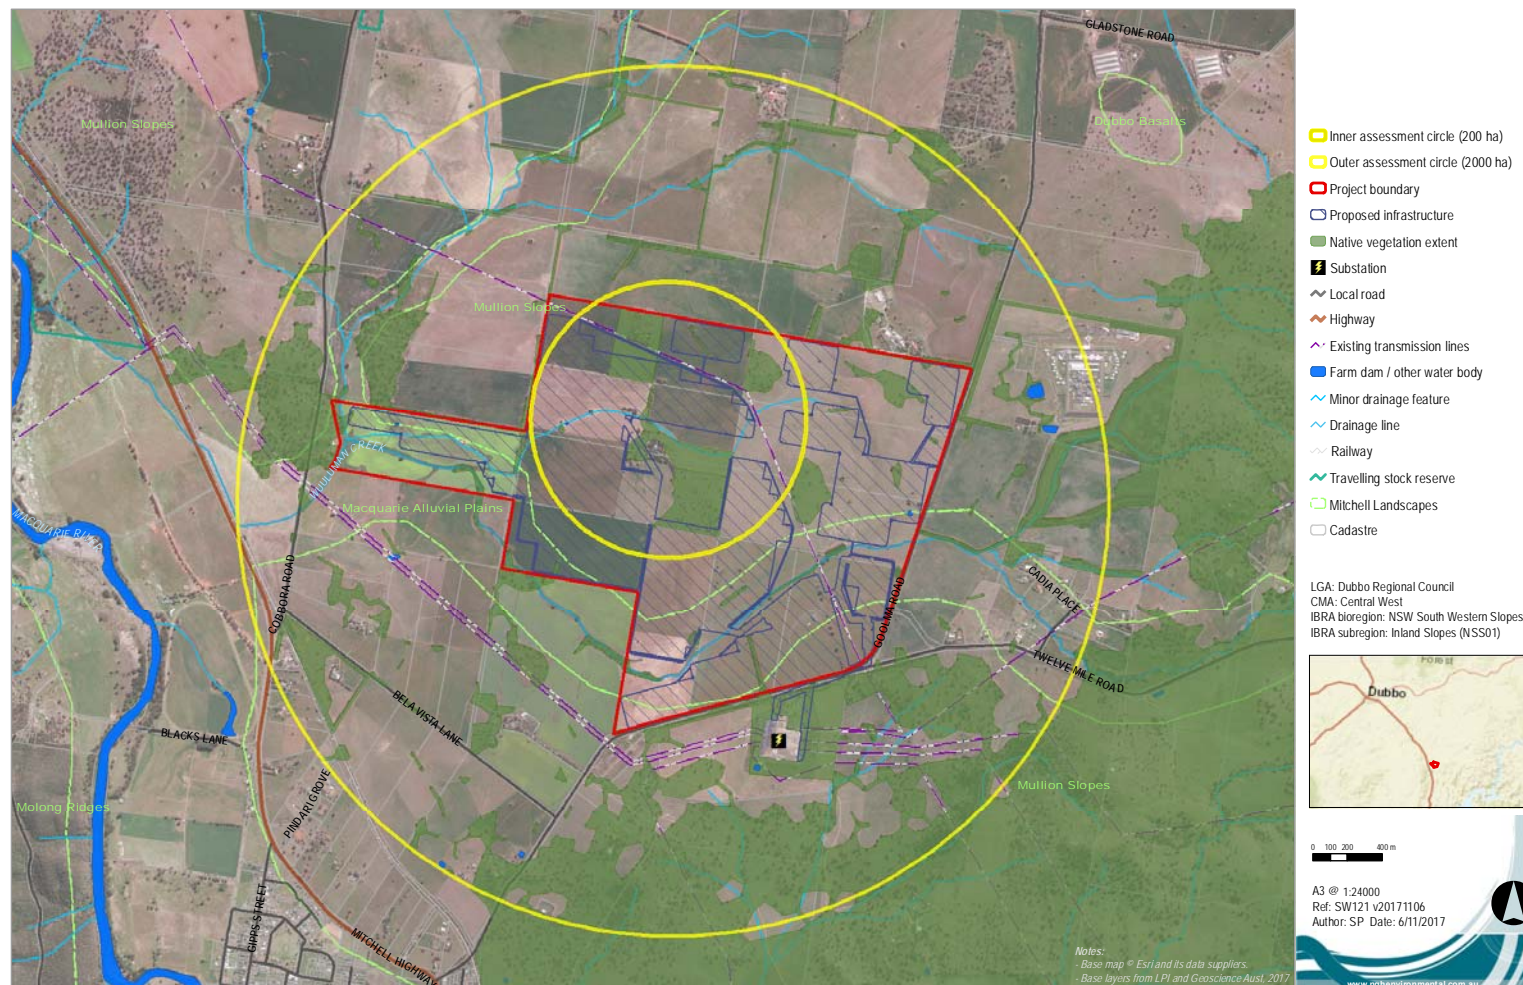 GLADSTONE ROAD
Mullion Slopes
Dubbo Basalts
Mullion Slopes
Macquarie Alluvial Plains
MACQUARIE RIVER
COBBORA ROAD
GOOLMA ROAD
CADIA PLACE
TWELVE MILE ROAD
BELA VISTA LANE
BLACKS LANE
PINDARI GROVE
Mullion Slopes
Molong Ridges
GIPPS STREET
MITCHELL HIGHWAY
Notes:
- Base map © Esri and its data suppliers.
- Base layers from LPI and Geoscience Aust, 2017
Inner assessment circle (200 ha)
Outer assessment circle (2000 ha)
Project boundary
Proposed infrastructure
Native vegetation extent
Substation
Local road
Highway
Existing transmission lines
Farm dam / other water body
Minor drainage feature
Drainage line
Railway
Travelling stock reserve
Mitchell Landscapes
Cadastre
LGA: Dubbo Regional Council
CMA: Central West
IBRA bioregion: NSW South Western Slopes
IBRA subregion: Inland Slopes (NSS01)
Dubbo
0 100 200 400 m
A3 @ 1:24000
Ref: SW121 v20171106
Author: SP Date: 6/11/2017